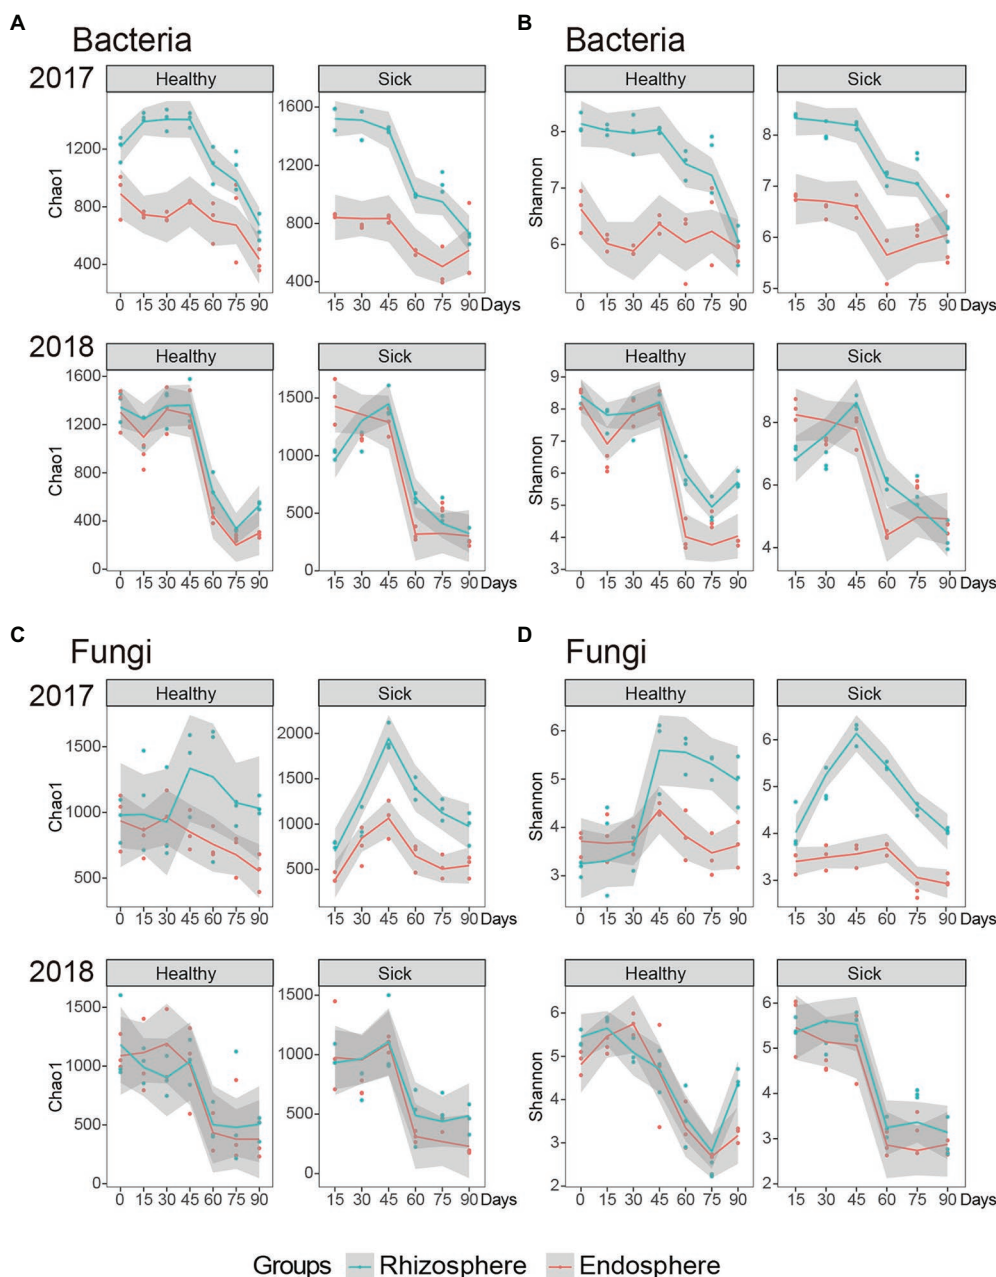 A
B
Bacteria
Bacteria
2017
Healthy
Sick
Healthy
Sick
Chao1
1200
800
400
0 15 30 45 60 75 90
1600
1200
800
400
15 30 45 60 75 90 Days
Shannon
8
7
6
0 15 30 45 60 75 90
8
7
6
5
15 30 45 60 75 90 Days
2018
Healthy
Sick
Healthy
Sick
Chao1
1600
1200
800
400
0
0 15 30 45 60 75 90
1500
1000
500
0
15 30 45 60 75 90 Days
Shannon
9
8
7
6
5
4
3
0 15 30 45 60 75 90
8
6
4
15 30 45 60 75 90 Days
C
D
Fungi
Fungi
2017
Healthy
Sick
Healthy
Sick
Chao1
1500
1000
500
0 15 30 45 60 75 90
2000
1500
1000
500
15 30 45 60 75 90 Days
Shannon
6
5
4
3
0 15 30 45 60 75 90
6
5
4
3
15 30 45 60 75 90 Days
2018
Healthy
Sick
Healthy
Sick
Chao1
1500
1000
500
0
0 15 30 45 60 75 90
1500
1000
500
0
15 30 45 60 75 90 Days
Shannon
6
5
4
3
2
0 15 30 45 60 75 90
6
5
4
3
2
15 30 45 60 75 90 Days
Groups Rhizosphere Endosphere